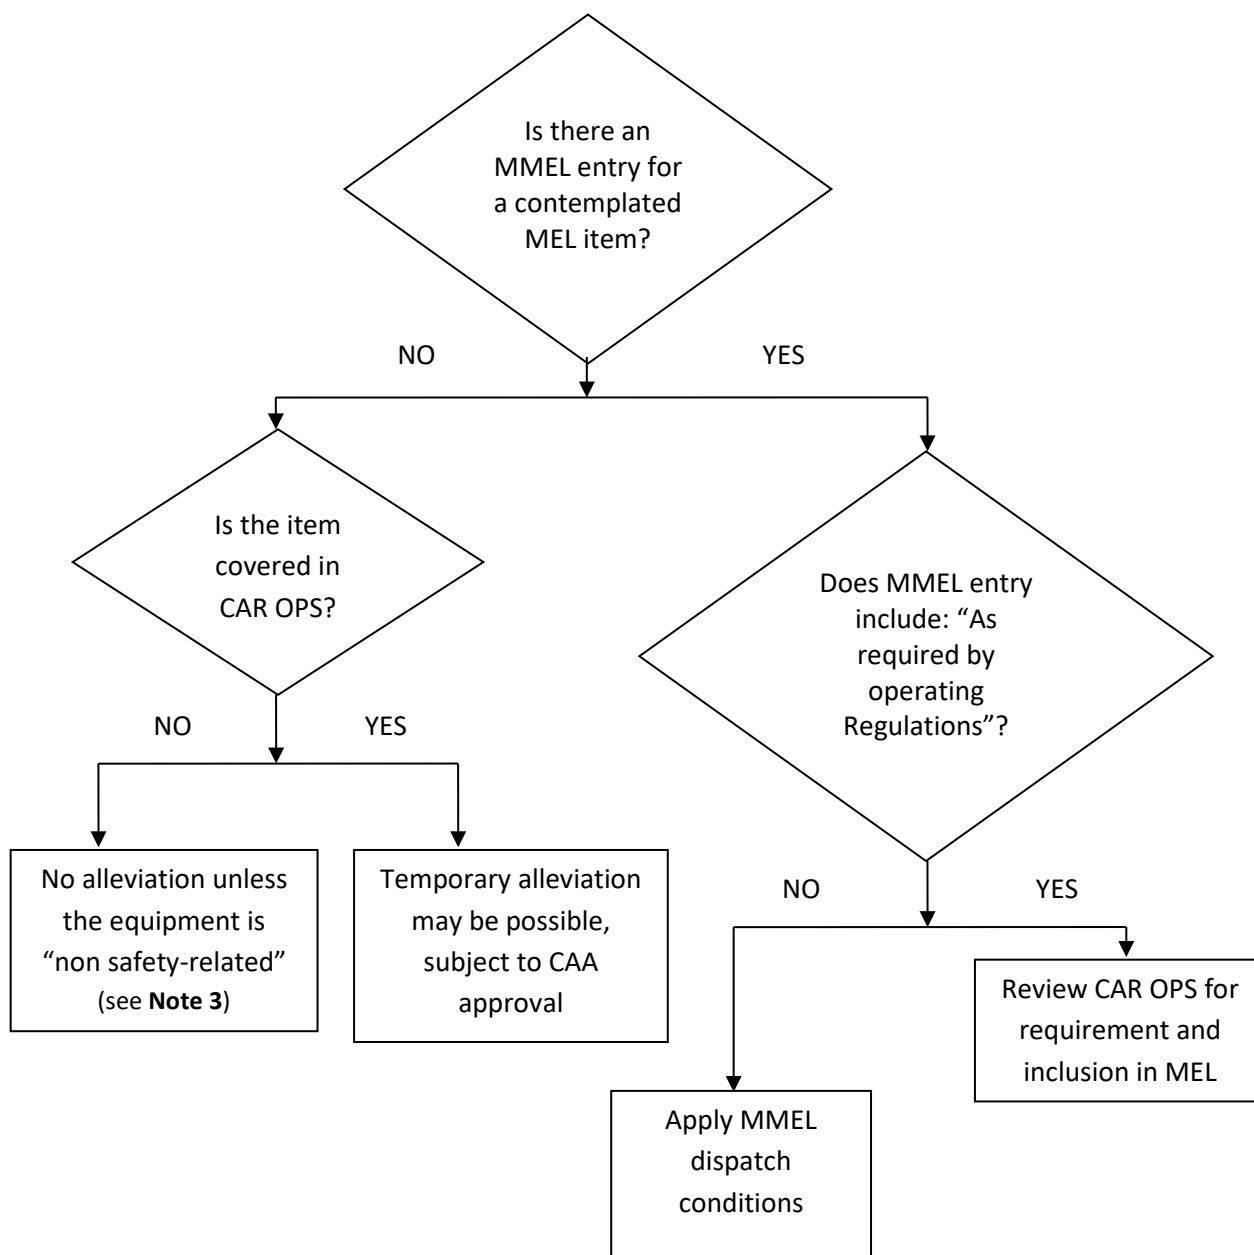 Is there an
MMEL entry for
a contemplated
MEL item?
NO
YES
Is the item
covered in
CAR OPS?
Does MMEL entry
include: “As
required by
operating
Regulations”?
NO
YES
No alleviation unless
the equipment is
“non safety-related”
(see Note 3)
Temporary alleviation
may be possible,
subject to CAA
approval
NO
YES
Apply MMEL
dispatch
conditions
Review CAR OPS for
requirement and
inclusion in MEL